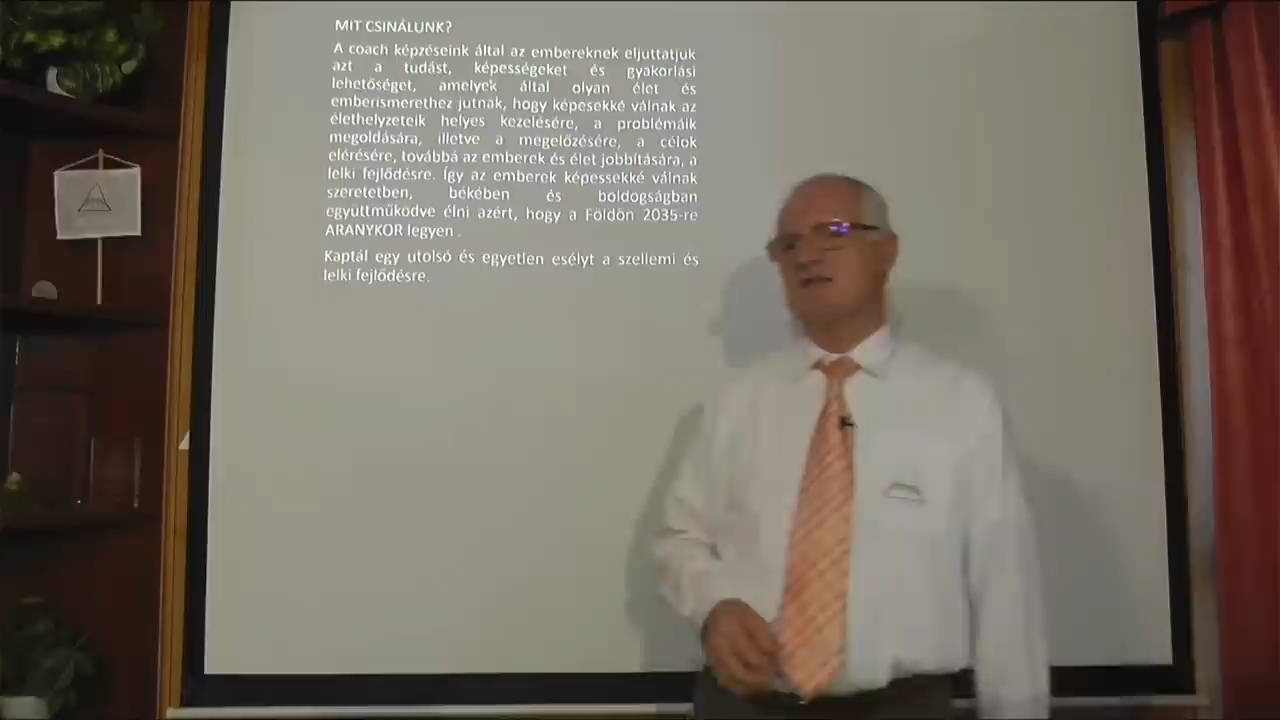 MIT CSINÁLUNK?
A coach képzéseink által az embereknek eljuttatjuk
azt a tudást, képességeket és gyakorlási
lehetőséget, amelyek által olyan élet és
emberismerethez jutnak, hogy képesekké válnak az
élethelyzeteik helyes kezelésére, a problémáik
megoldására, illetve a megelőzésére, a célok
elérésére, továbbá az emberek és élet jobbítására, a
lelki fejlődésre. Így az emberek képessekké válnak
szeretetben, békében és boldogságban
együttműködve élni azért, hogy a Földön 2035-re
ARANYKOR legyen .
Kaptál egy utolsó és egyetlen esélyt a szellemi és
lelki fejlődésre.